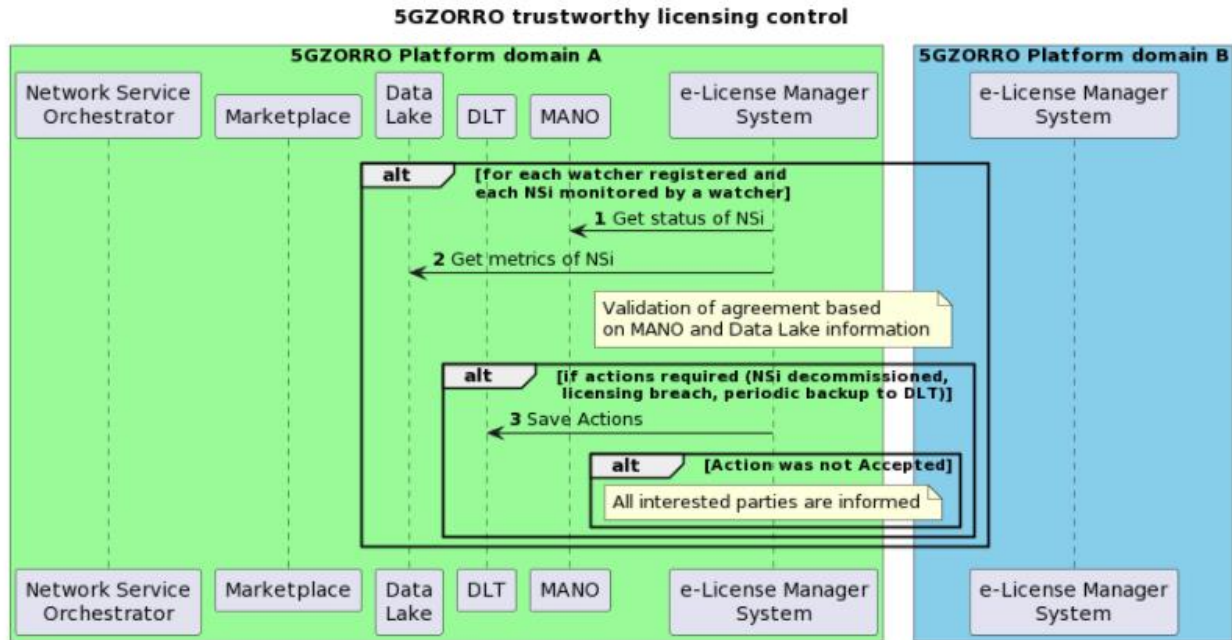 5GZORRO trustworthy licensing control
5GZORRO Platform domain A
5GZORRO Platform domain B
Network Service
Orchestrator
Marketplace
Data
Lake
DLT
MANO
e-License Manager
System
e-License Manager
System
alt
[for each watcher registered and
each NSi monitored by a watcher]
1 Get status of NSi
2 Get metrics of NSi
Validation of agreement based
on MANO and Data Lake information
alt
[if actions required (NSi decommissioned,
licensing breach, periodic backup to DLT)]
3 Save Actions
alt
[Action was not Accepted]
All interested parties are informed
Network Service
Orchestrator
Marketplace
Data
Lake
DLT
MANO
e-License Manager
System
e-License Manager
System